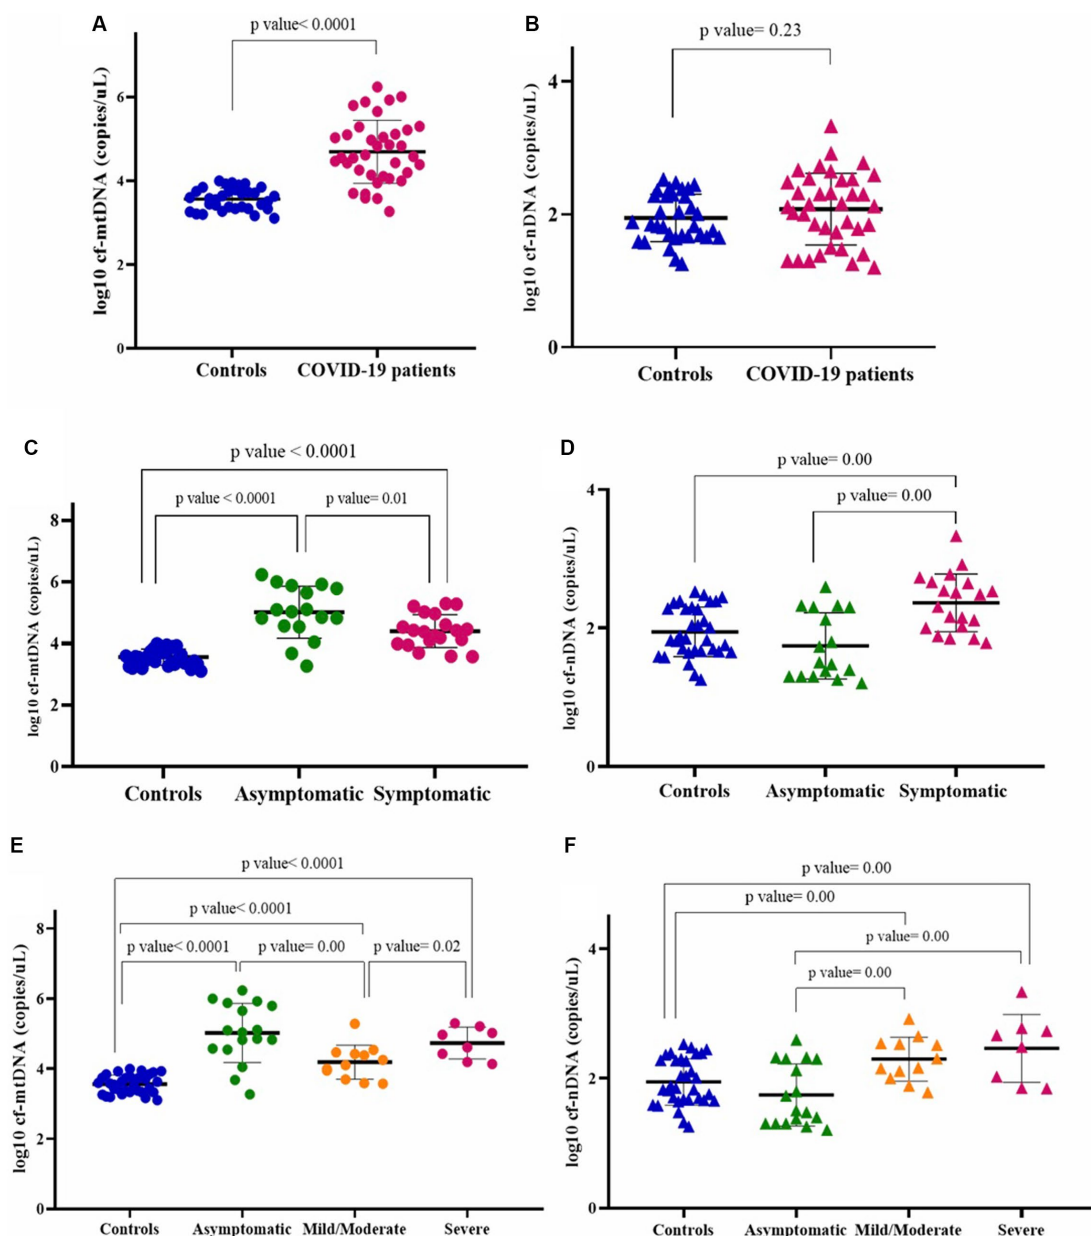 A
p value< 0.0001
log10 cf-mtDNA (copies/uL)
6
4
2
0
Controls COVID-19 patients
B
p value= 0.23
log10 cf-nDNA (copies/uL)
4
2
0
Controls COVID-19 patients
C
p value < 0.0001
p value < 0.0001 p value= 0.01
log10 cf-mtDNA (copies/uL)
8
6
4
2
0
Controls Asymptomatic Symptomatic
D
p value= 0.00
p value= 0.00
log10 cf-nDNA (copies/uL)
4
2
0
Controls Asymptomatic Symptomatic
E
p value< 0.0001
p value< 0.0001
p value< 0.0001 p value= 0.00 p value= 0.02
log10 cf-mtDNA (copies/uL)
8
6
4
2
0
Controls Asymptomatic Mild/Moderate Severe
F
p value= 0.00
p value= 0.00
p value= 0.00
p value= 0.00
log10 cf-nDNA (copies/uL)
4
2
0
Controls Asymptomatic Mild/Moderate Severe